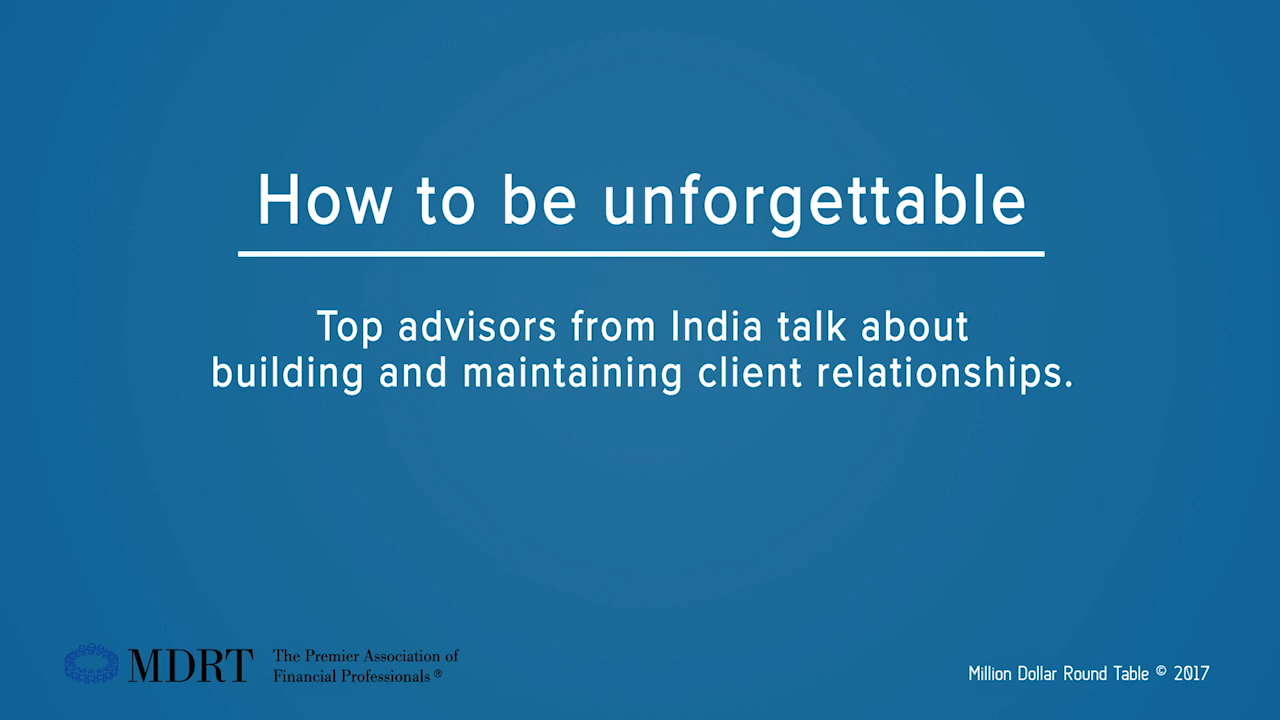 How to be unforgettable
Top advisors from India talk about
building and maintaining client relationships.
MDRT
The Premier Association of
Financial Professionals ®
Million Dollar Round Table © 2017